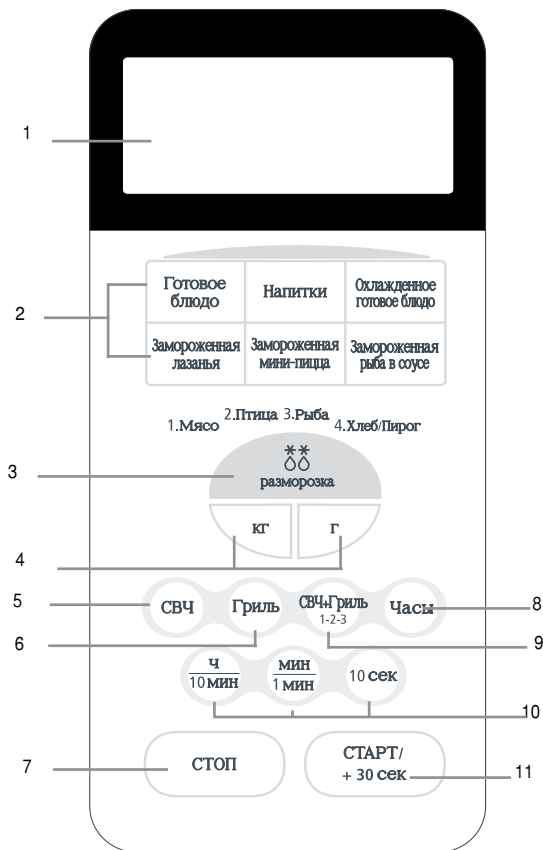 1
2
Готовое
блюдо
Напитки
Охлажденное
готовое блюдо
Замороженная
лазанья
Замороженная
мини-пицца
Замороженная
рыба в соусе
1.Мясо
2.Птица
3.Рыба
4.Хлеб/Пирог
3
разморозка
кг
г
4
5
СВЧ
Гриль
СВЧ+Гриль
1-2-3
Часы
8
6
9
ч
10 мин
мин
1 мин
10 сек
10
7
СТОП
СТАРТ/
+ 30 сек
11